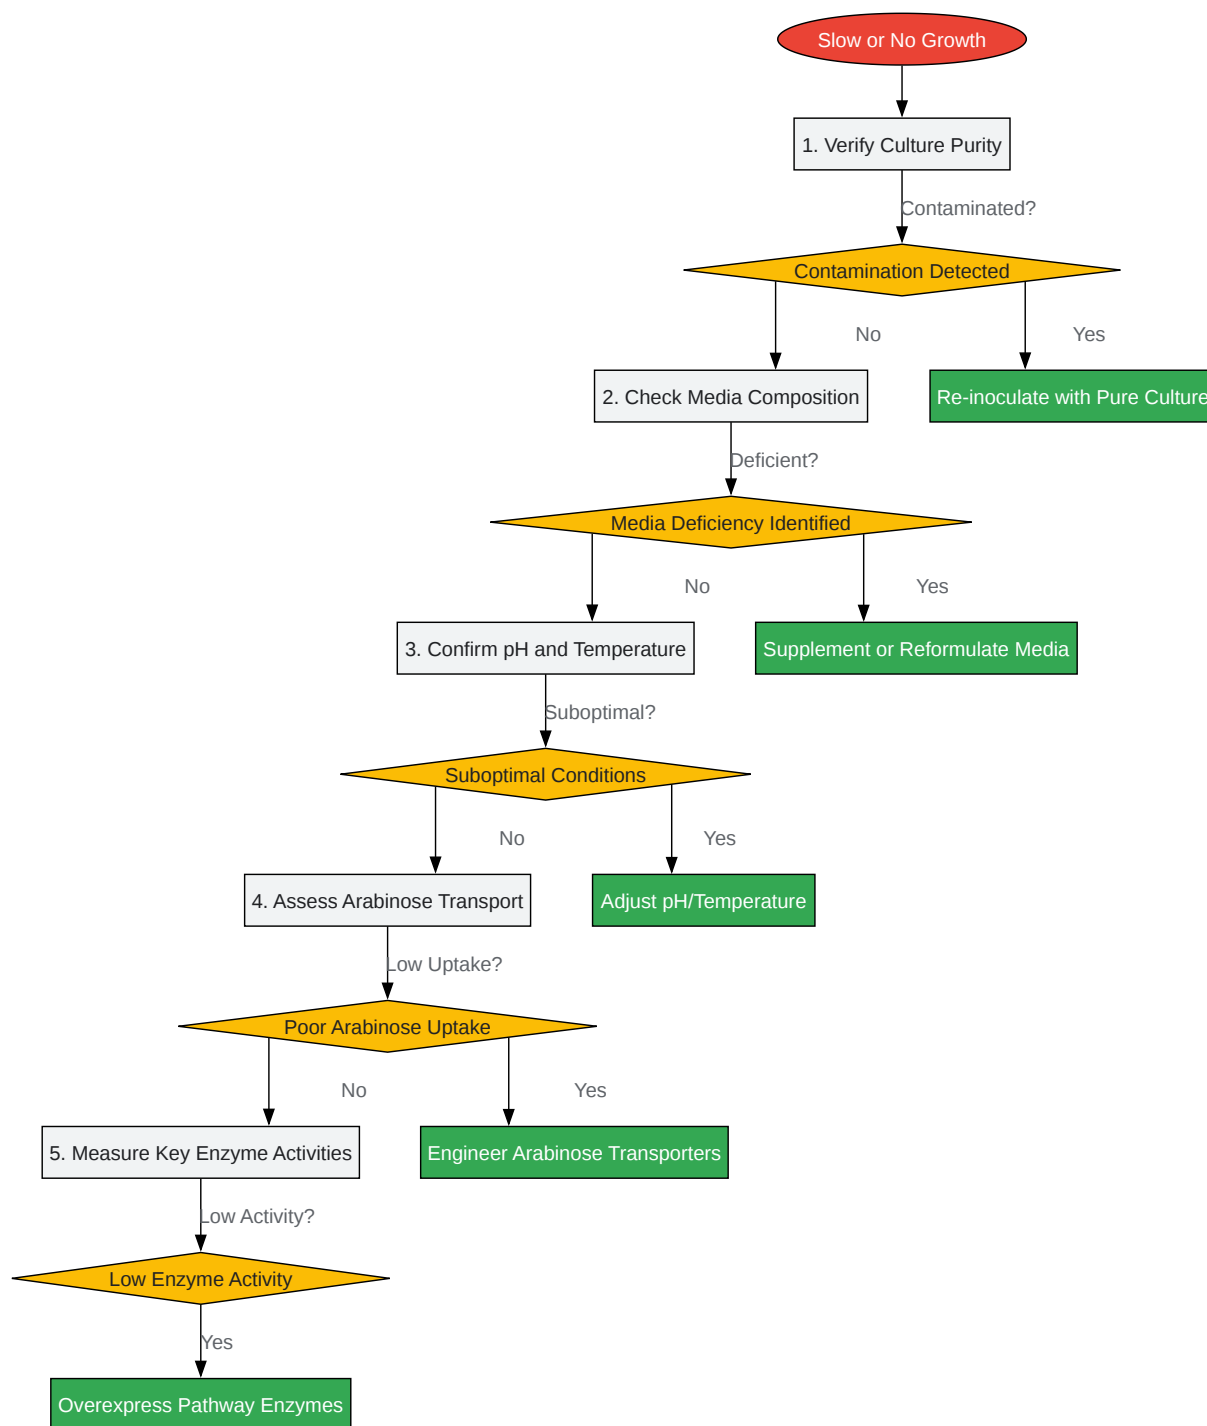 Slow or No Growth
1. Verify Culture Purity
Contaminated?
Contamination Detected
No
Yes
2. Check Media Composition
Re-inoculate with Pure Culture
Deficient?
Media Deficiency Identified
No
Yes
3. Confirm pH and Temperature
Supplement or Reformulate Media
Suboptimal?
Suboptimal Conditions
No
Yes
4. Assess Arabinose Transport
Adjust pH/Temperature
Low Uptake?
Poor Arabinose Uptake
No
Yes
5. Measure Key Enzyme Activities
Engineer Arabinose Transporters
Low Activity?
Low Enzyme Activity
Yes
Overexpress Pathway Enzymes